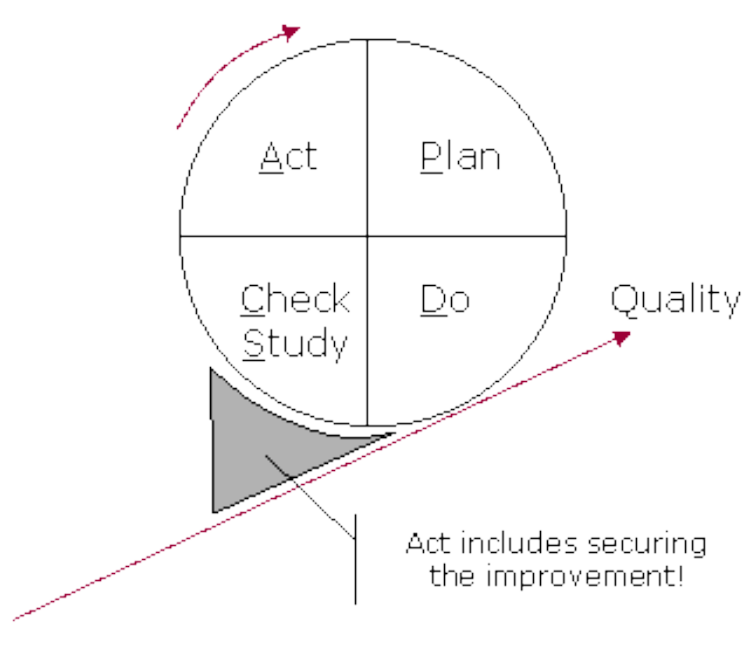 Act
Plan
Check
Study
Do
Quality
Act includes securing
the improvement!